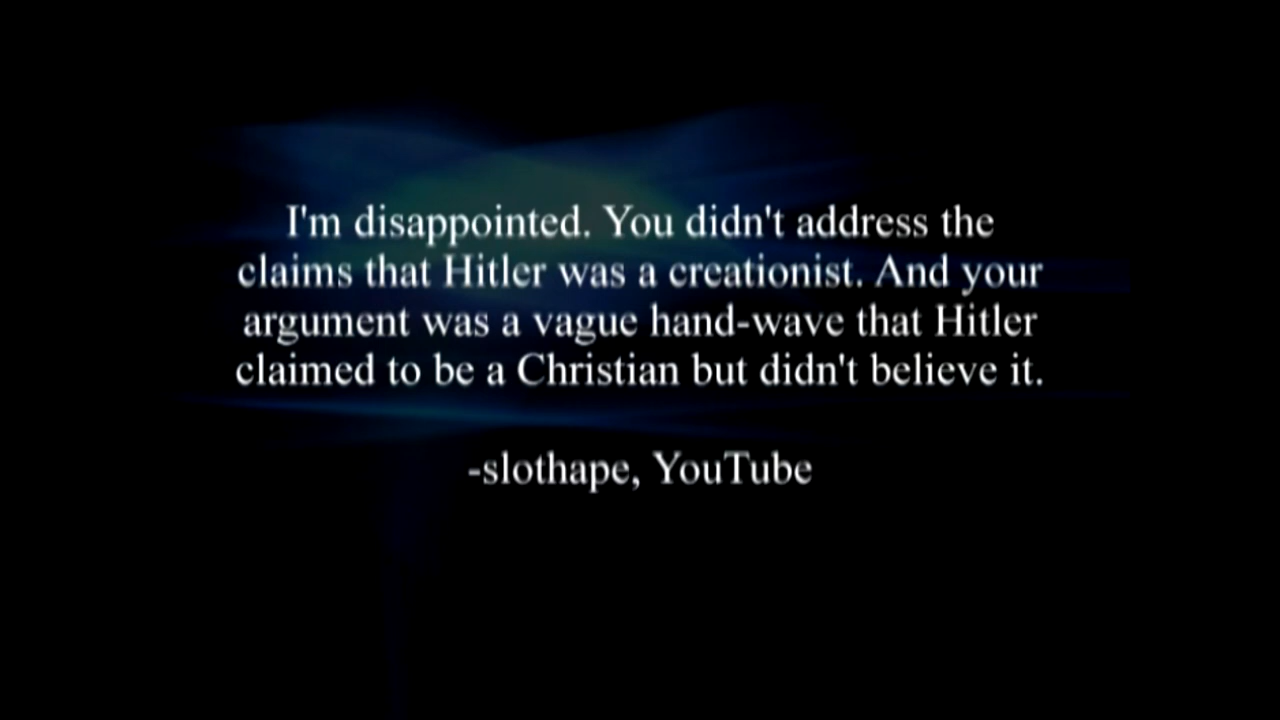 I'm disappointed. You didn't address the
claims that Hitler was a creationist. And your
argument was a vague hand-wave that Hitler
claimed to be a Christian but didn't believe it.
-slothape, YouTube